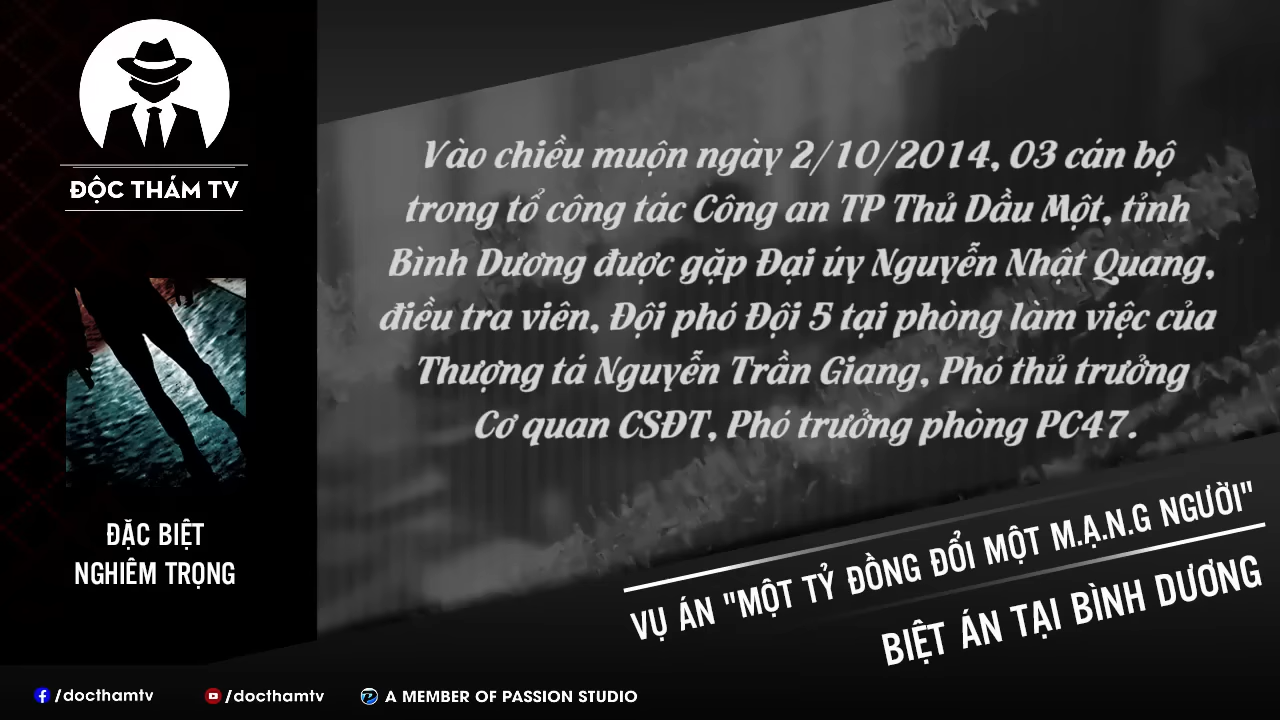 ĐỘC THÁM TV
ĐẶC BIỆT
NGHIÊM TRỌNG
Vào chiều muộn ngày 2/10/2014, 03 cán bộ
trong tổ công tác Công an TP Thủ Dầu Một, tỉnh
Bình Dương được gặp Đại úy Nguyễn Nhật Quang,
điều tra viên, Đội phó Đội 5 tại phòng làm việc của
Thượng tá Nguyễn Trần Giang, Phó thủ trưởng
Cơ quan CSĐT, Phó trưởng phòng PC47.
VỤ ÁN "MỘT TỶ ĐỒNG ĐỔI MỘT M.Ạ.N.G NGƯỜI"
BIỆT ÁN TẠI BÌNH DƯƠNG
/docthamtv
/docthamtv
A MEMBER OF PASSION STUDIO